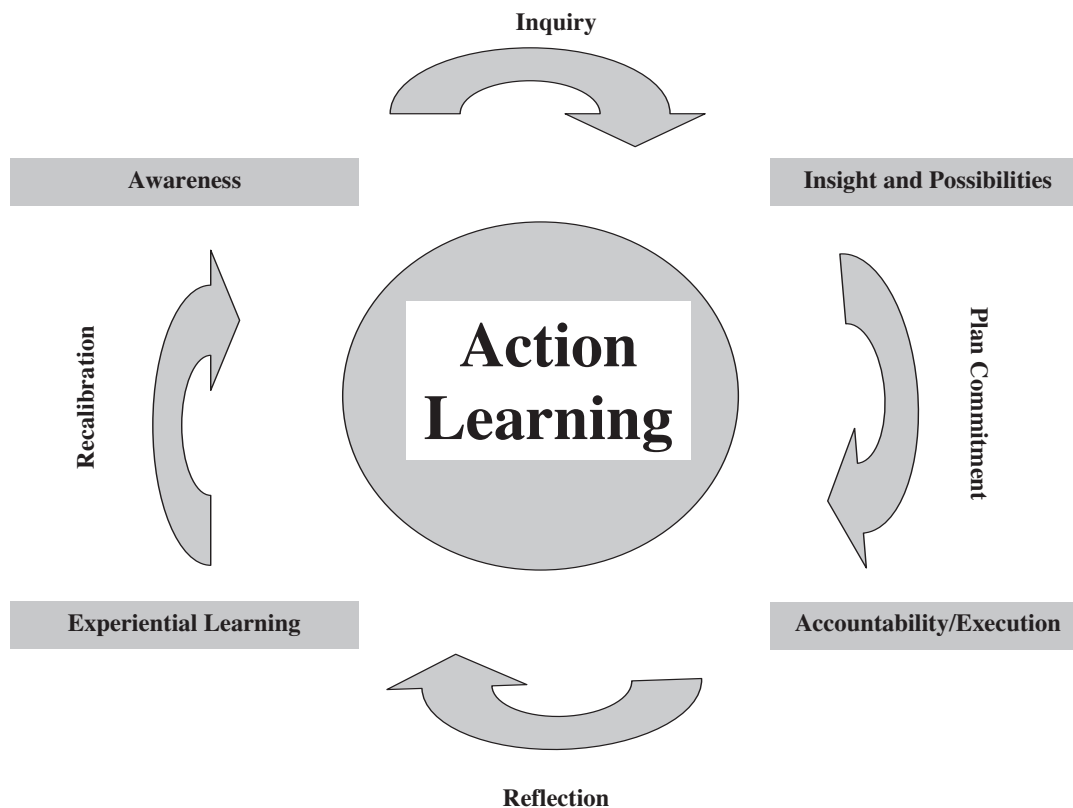 Inquiry
Awareness
Insight and Possibilities
Recalibration
Action
Learning
Plan Commitment
Experiential Learning
Accountability/Execution
Reflection